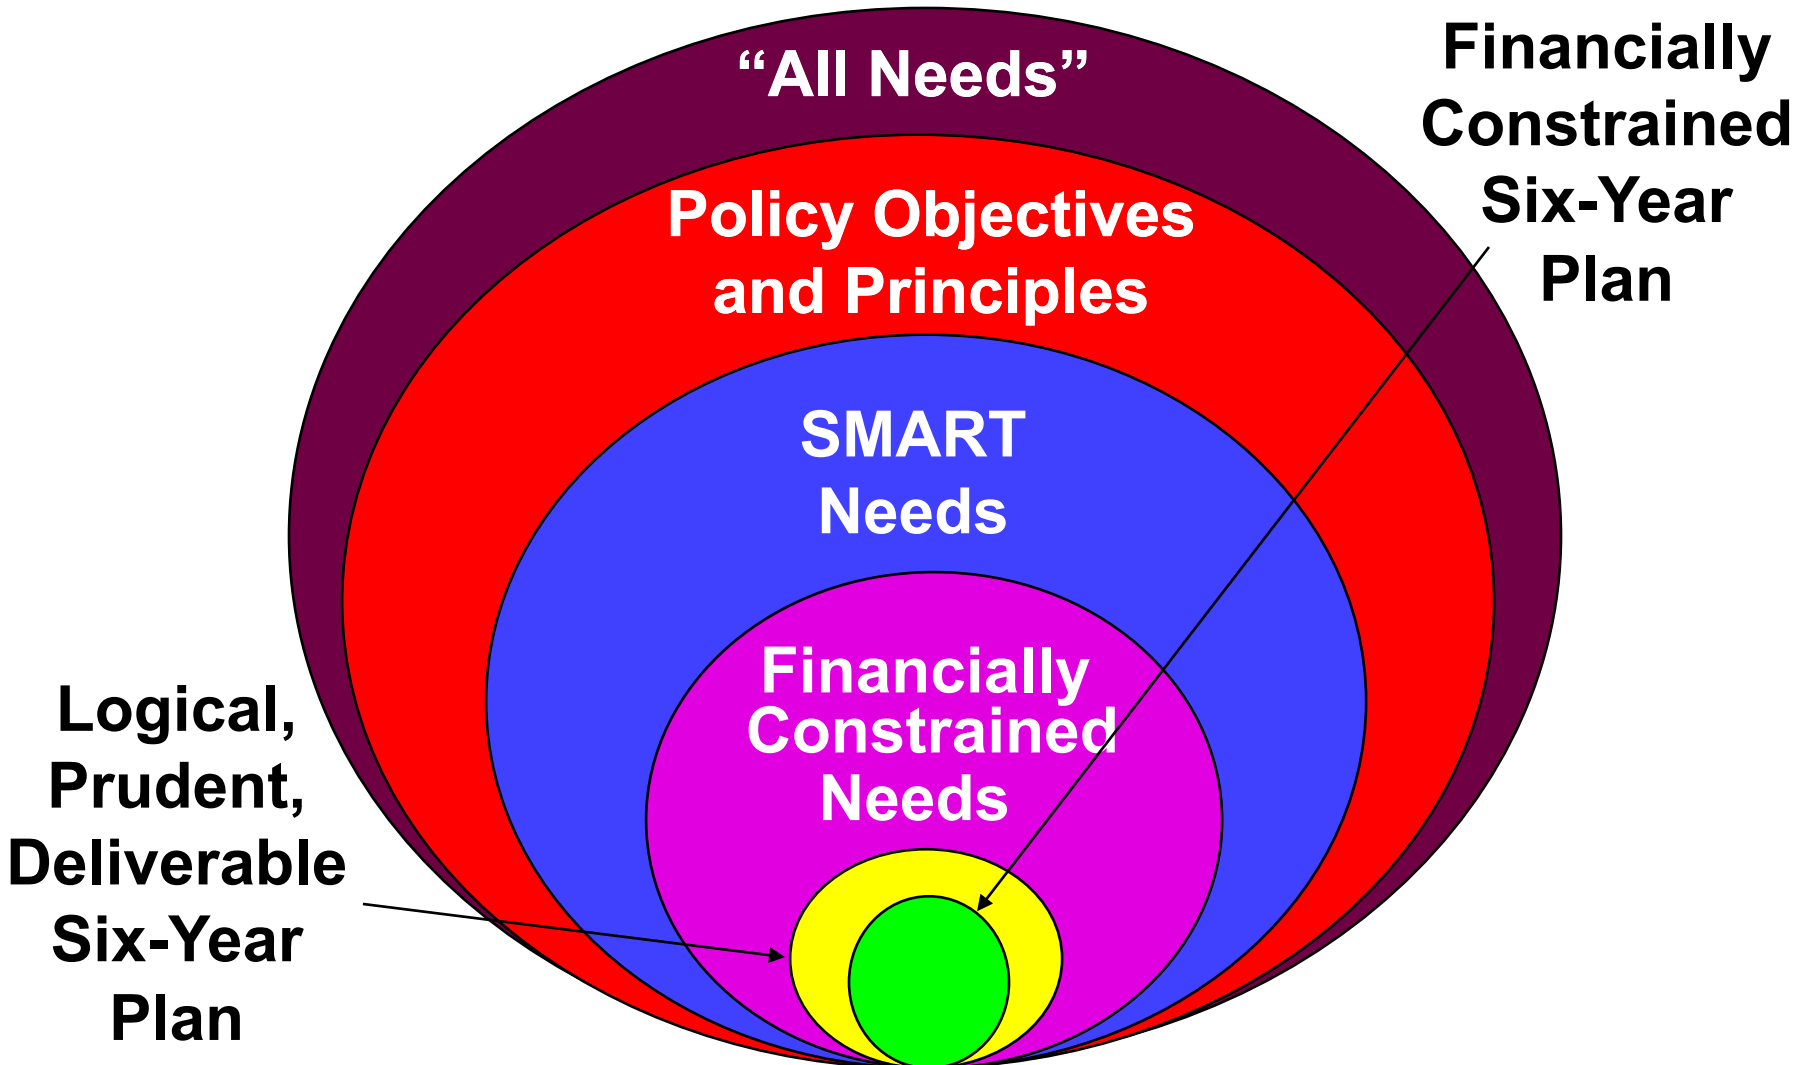 “All Needs”
Policy Objectives
and Principles
SMART
Needs
Financially
Constrained
Needs
Financially
Constrained
Six-Year
Plan
Logical,
Prudent,
Deliverable
Six-Year
Plan